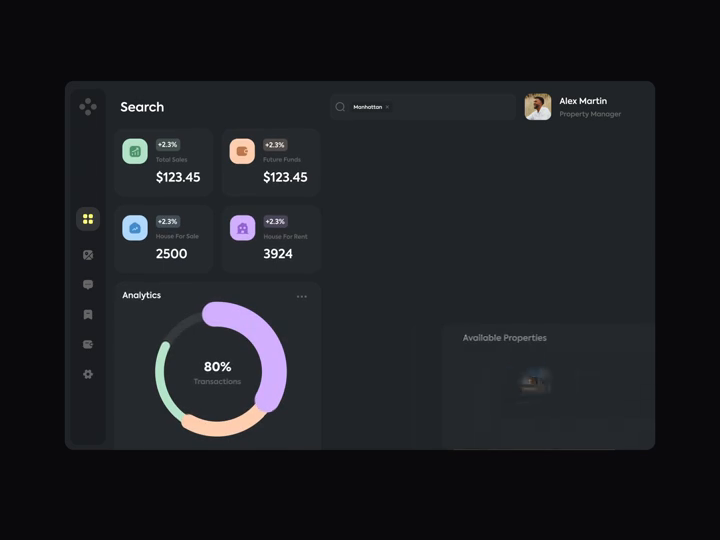 Search
Manhattan ×
Alex Martin
Property Manager
+2.3%
Total Sales
$123.45
+2.3%
Future Funds
$123.45
+2.3%
House For Sale
2500
+2.3%
House For Rent
3924
Analytics
80%
Transactions
Available Properties